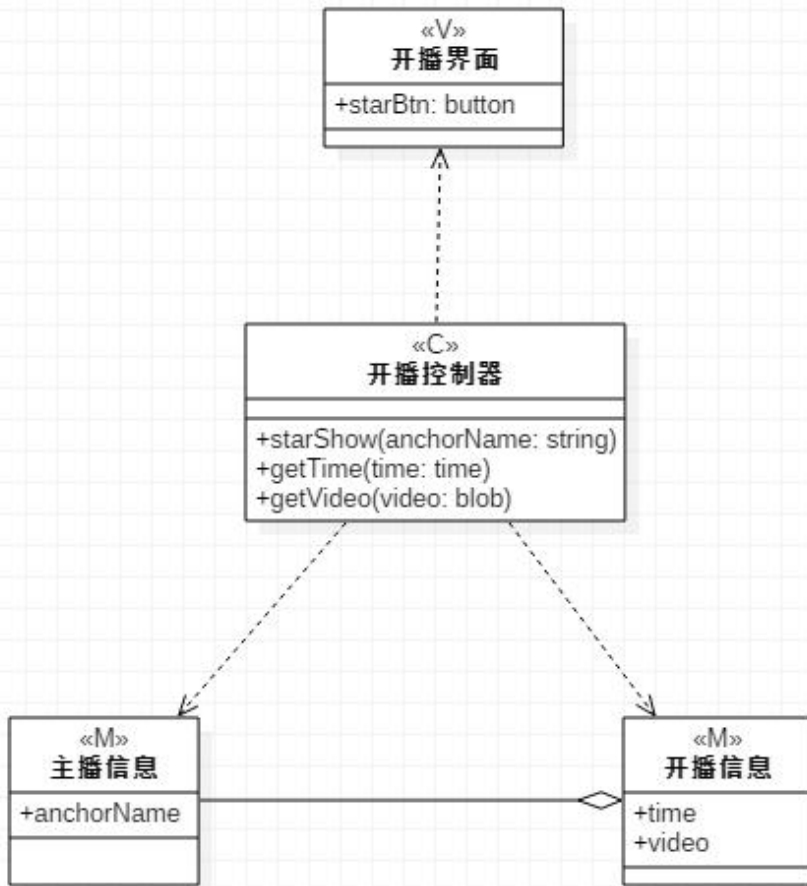 «V»
开播界面
+starBtn: button
«C»
开播控制器
+starShow(anchorName: string)
+getTime(time: time)
+getVideo(video: blob)
«M»
主播信息
+anchorName
«M»
开播信息
+time
+video